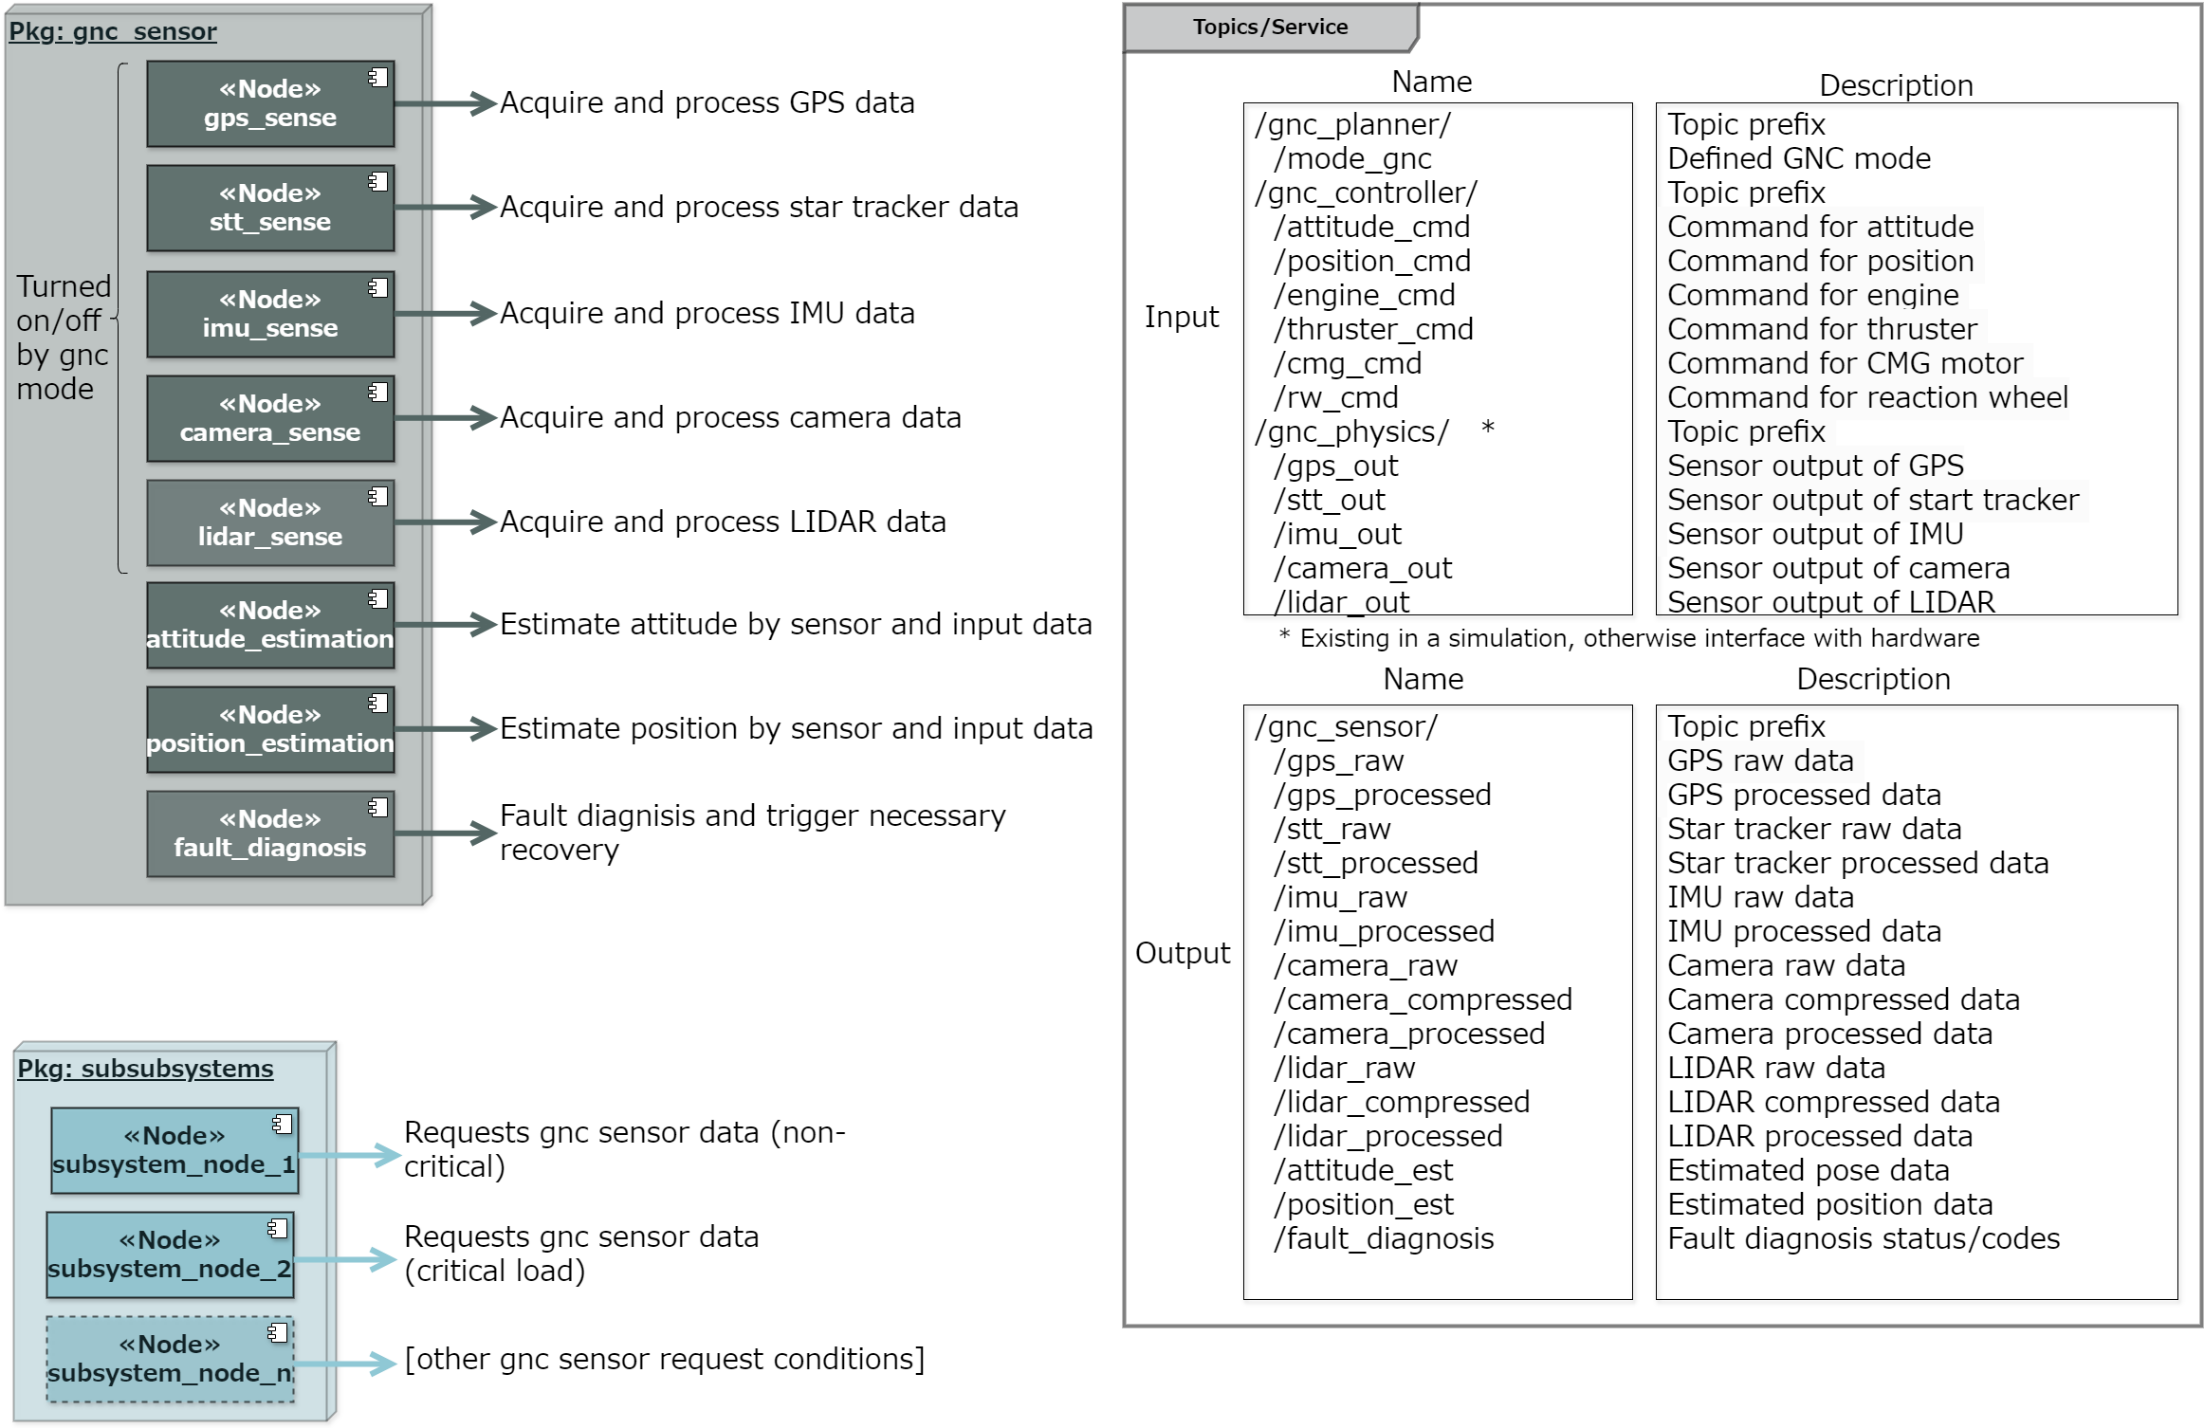 Pkg: gnc_sensor
Turned
on/off
by gnc
mode
«Node»
gps_sense
Acquire and process GPS data
«Node»
stt_sense
Acquire and process star tracker data
«Node»
imu_sense
Acquire and process IMU data
«Node»
camera_sense
Acquire and process camera data
«Node»
lidar_sense
Acquire and process LIDAR data
«Node»
attitude_estimation
Estimate attitude by sensor and input data
«Node»
position_estimation
Estimate position by sensor and input data
«Node»
fault_diagnosis
Fault diagnisis and trigger necessary
recovery
Pkg: subsubsystems
«Node»
subsystem_node_1
Requests gnc sensor data (non-
critical)
«Node»
subsystem_node_2
Requests gnc sensor data
(critical load)
«Node»
subsystem_node_n
[other gnc sensor request conditions]
Topics/Service
Name Description
Input
/gnc_planner/ Topic prefix
/mode_gnc Defined GNC mode
/gnc_controller/ Topic prefix
/attitude_cmd Command for attitude
/position_cmd Command for position
/engine_cmd Command for engine
/thruster_cmd Command for thruster
/cmg_cmd Command for CMG motor
/rw_cmd Command for reaction wheel
/gnc_physics/ * Topic prefix
/gps_out Sensor output of GPS
/stt_out Sensor output of start tracker
/imu_out Sensor output of IMU
/camera_out Sensor output of camera
/lidar_out Sensor output of LIDAR
* Existing in a simulation, otherwise interface with hardware
Name Description
Output
/gnc_sensor/ Topic prefix
/gps_raw GPS raw data
/gps_processed GPS processed data
/stt_raw Star tracker raw data
/stt_processed Star tracker processed data
/imu_raw IMU raw data
/imu_processed IMU processed data
/camera_raw Camera raw data
/camera_compressed Camera compressed data
/camera_processed Camera processed data
/lidar_raw LIDAR raw data
/lidar_compressed LIDAR compressed data
/lidar_processed LIDAR processed data
/attitude_est Estimated pose data
/position_est Estimated position data
/fault_diagnosis Fault diagnosis status/codes